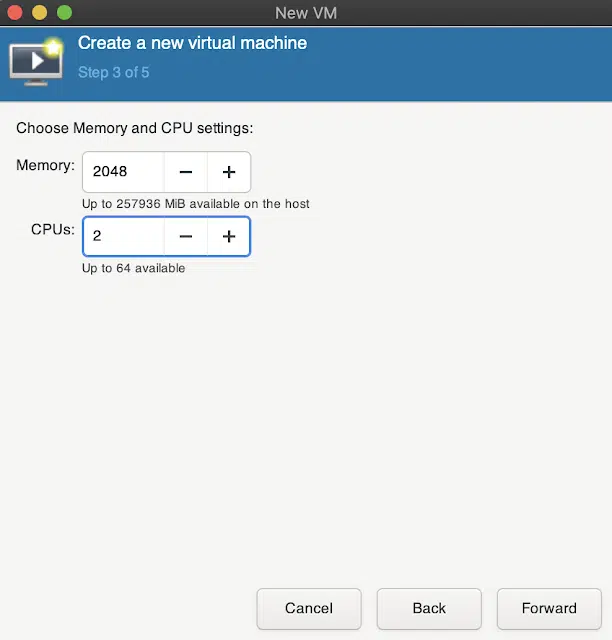 New VM
Create a new virtual machine
Step 3 of 5
Choose Memory and CPU settings:
Memory: 2048 − +
Up to 257936 MiB available on the host
CPUs: 2 − +
Up to 64 available
Cancel Back Forward